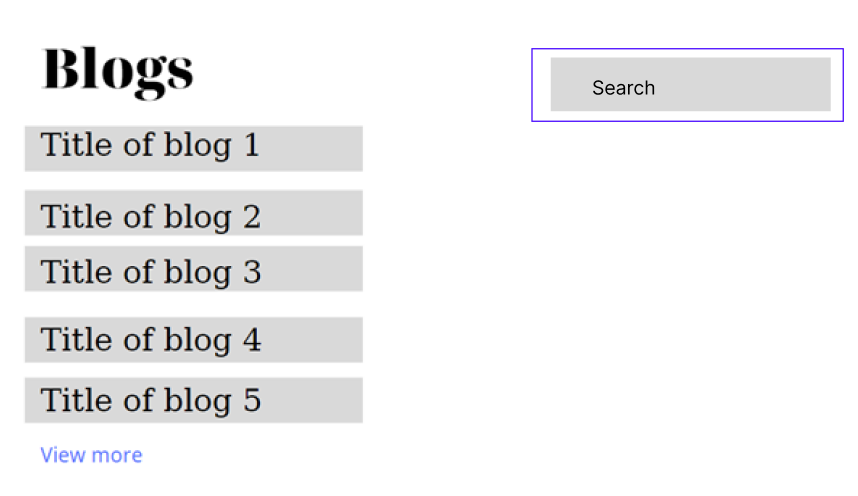 Blogs
Search
Title of blog 1
Title of blog 2
Title of blog 3
Title of blog 4
Title of blog 5
View more